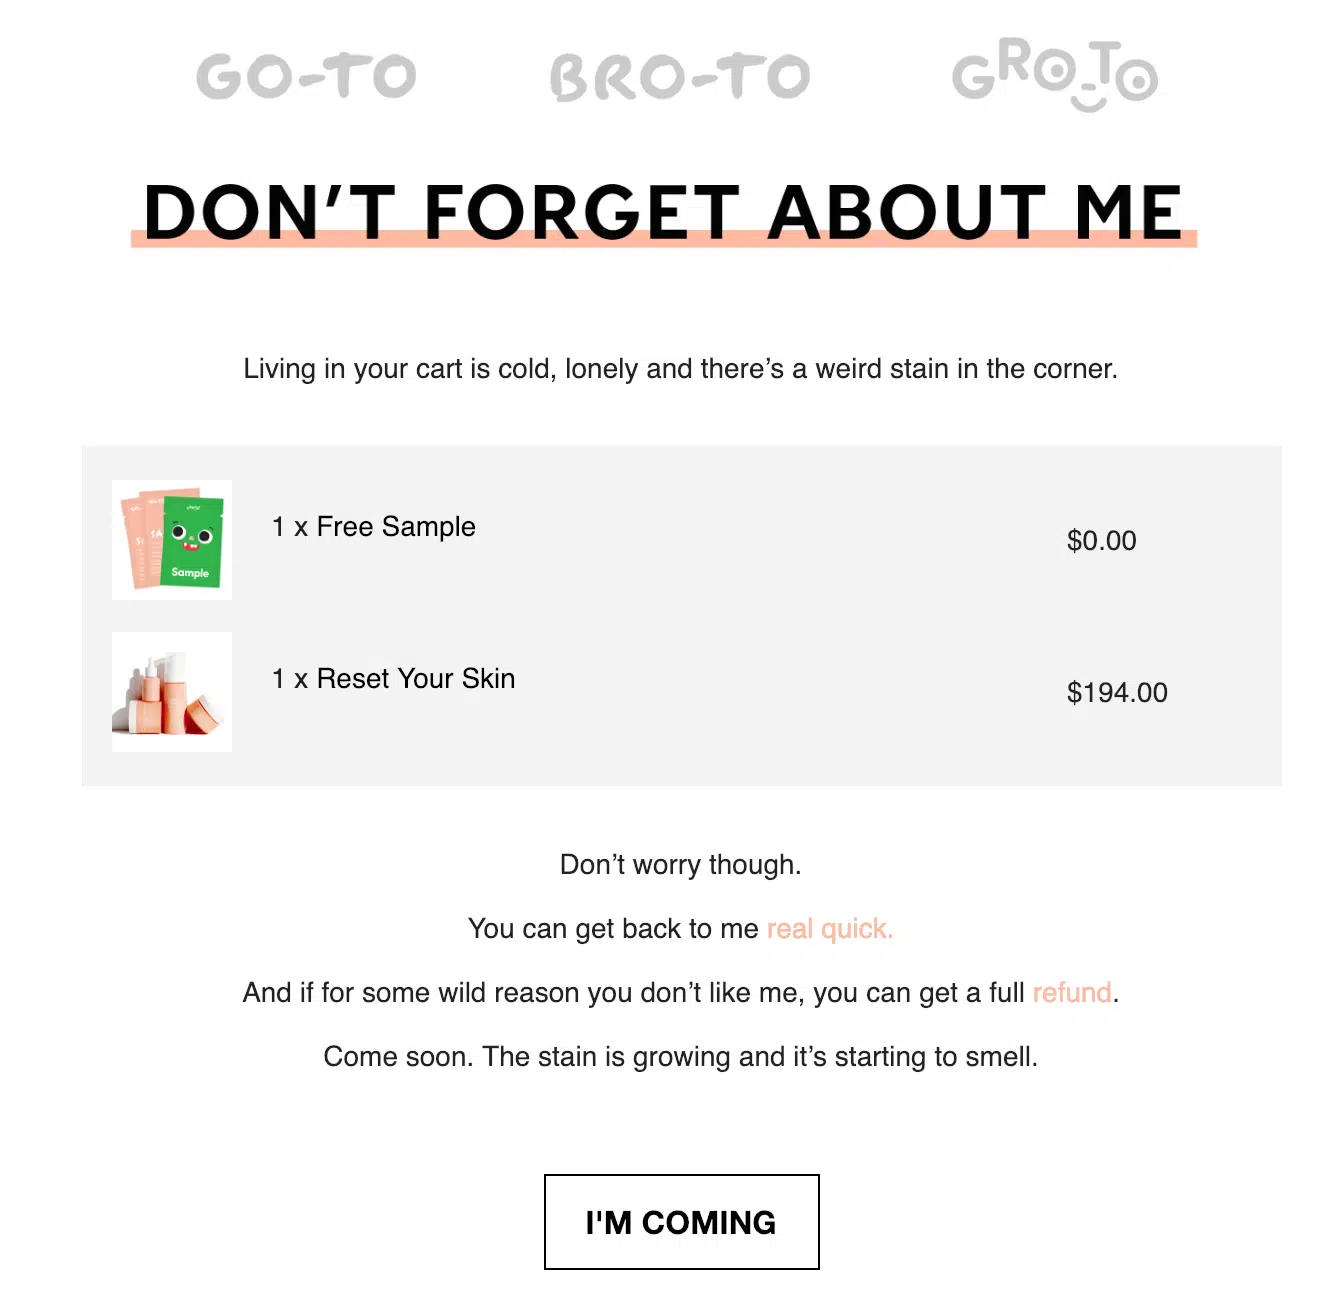 GO-TO BRO-TO GRO-TO
DON’T FORGET ABOUT ME
Living in your cart is cold, lonely and there’s a weird stain in the corner.
Sample
1 x Free Sample
$0.00
1 x Reset Your Skin
$194.00
Don’t worry though.
You can get back to me real quick.
And if for some wild reason you don’t like me, you can get a full refund.
Come soon. The stain is growing and it’s starting to smell.
I'M COMING